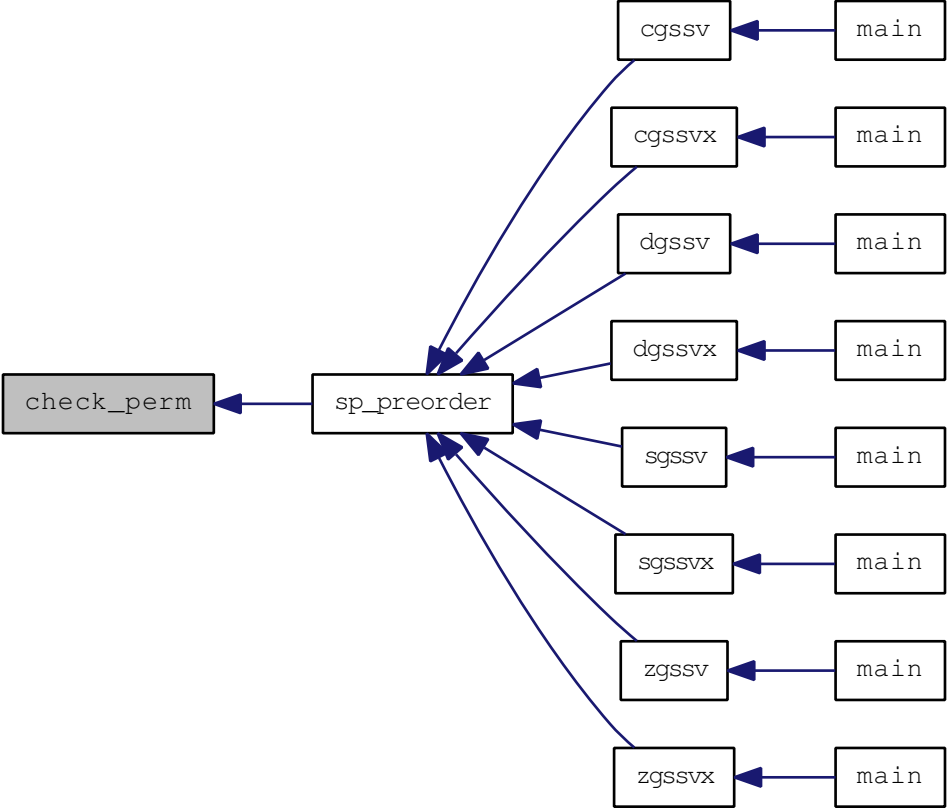 cgssv main
cgssvx main
dgssv main
dgssvx main
check_perm sp_preorder
sgssv main
sgssvx main
zgssv main
zgssvx main